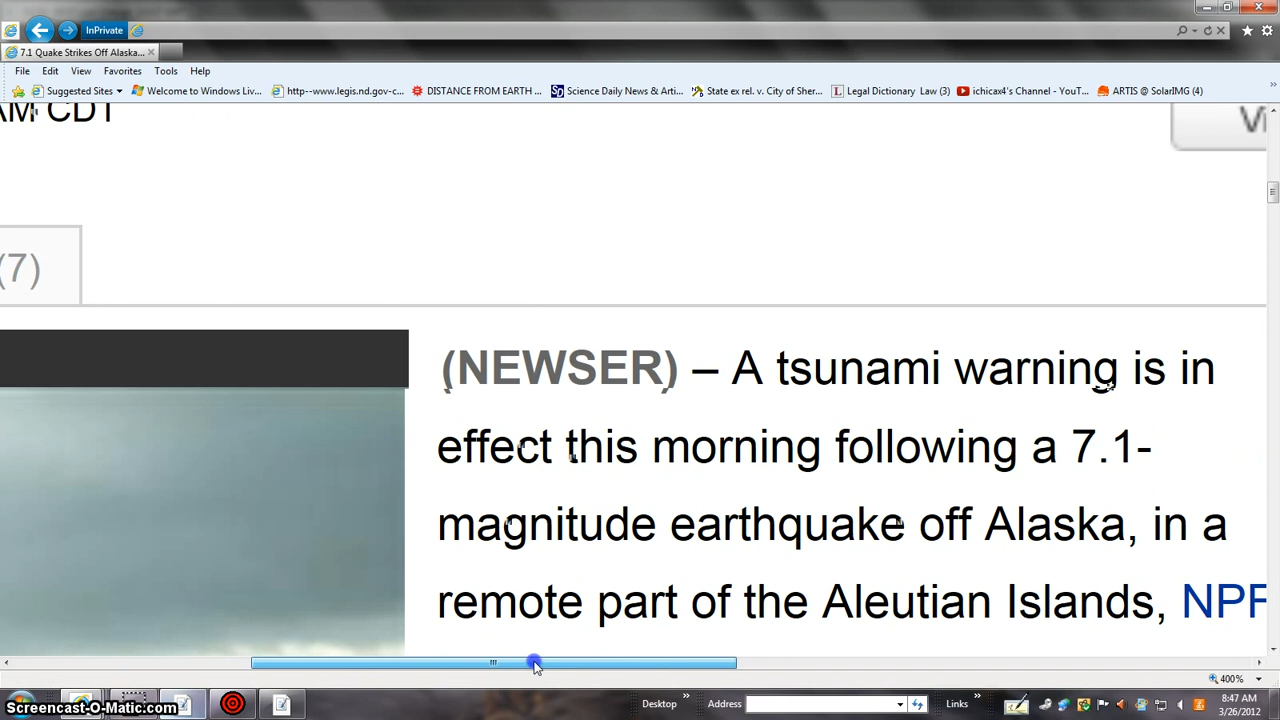 InPrivate
7.1 Quake Strikes Off Alaska...
File Edit View Favorites Tools Help
Suggested Sites Welcome to Windows Liv... http--www.legis.nd.gov-c... DISTANCE FROM EARTH ... Science Daily News & Arti... State ex rel. v. City of Sher... Legal Dictionary Law (3) ichicax4's Channel - YouT... ARTIS @ SolarIMG (4)
AM CDT
(7)
(NEWSER) – A tsunami warning is in
effect this morning following a 7.1-
magnitude earthquake off Alaska, in a
remote part of the Aleutian Islands, NPR
400%
Screencast-O-Matic.com Desktop Address Links 8:47 AM
3/26/2012